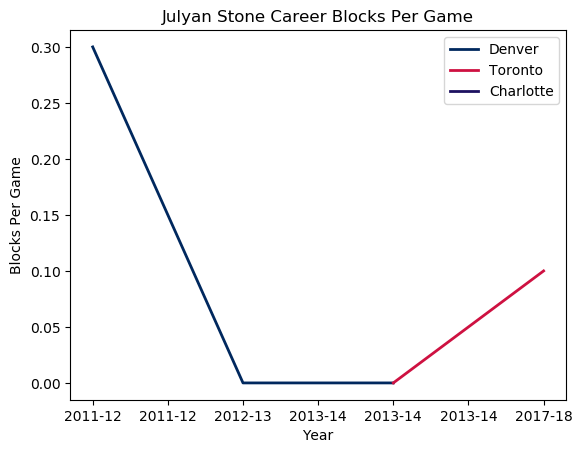 Julyan Stone Career Blocks Per Game
Denver
Toronto
Charlotte
0.30
0.25
0.20
0.15
0.10
0.05
0.00
Blocks Per Game
2011-12 2011-12 2012-13 2013-14 2013-14 2013-14 2017-18
Year